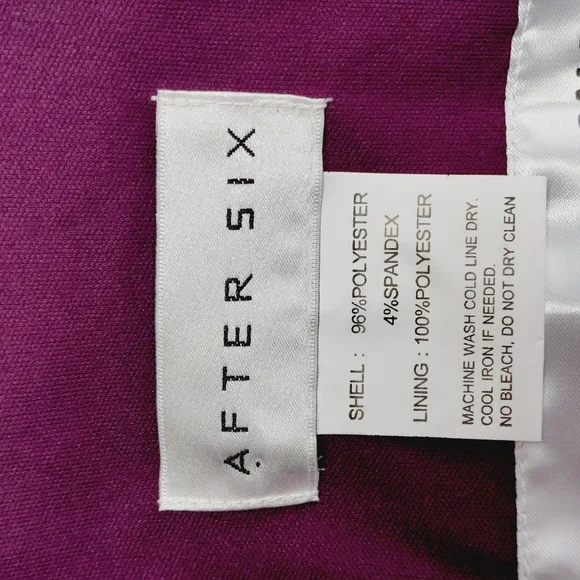 AFTER SIX
SHELL : 96%POLYESTER
4%SPANDEX
LINING : 100%POLYESTER
MACHINE WASH COLD LINE DRY.
COOL IRON IF NEEDED.
NO BLEACH, DO NOT DRY CLEAN